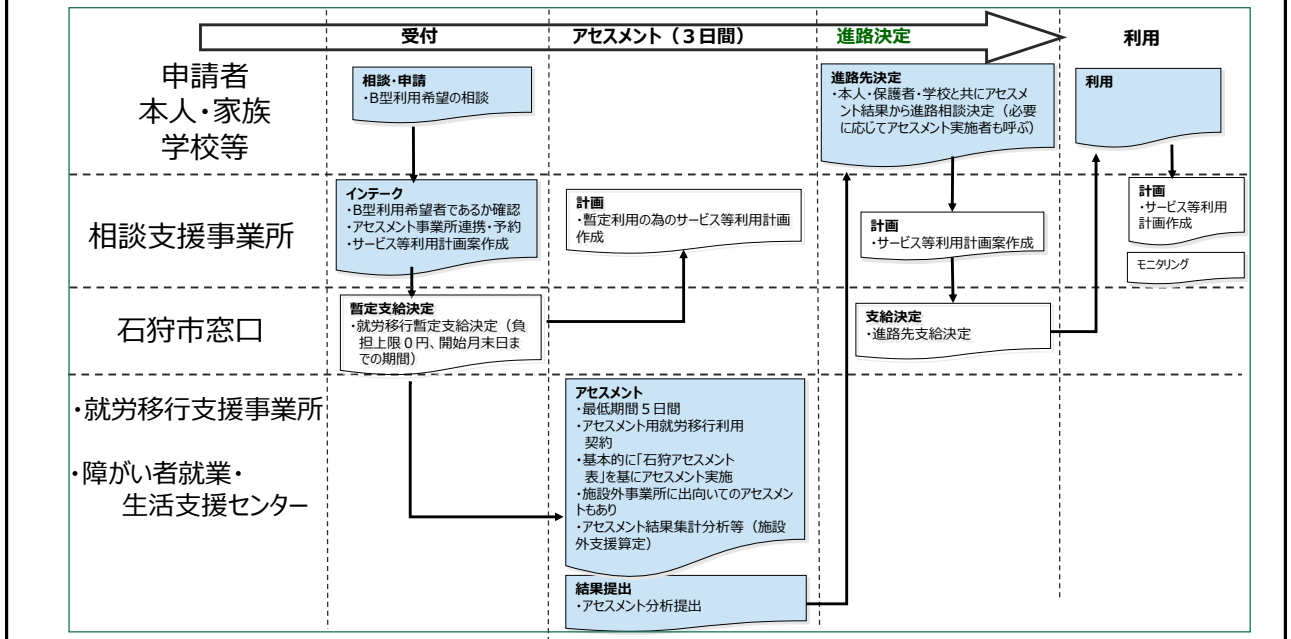 受付
アセスメント（３日間）
進路決定
利用
申請者
本人・家族
学校等
相談・申請
・B型利用希望の相談
進路先決定
・本人・保護者・学校と共にアセスメ
ント結果から進路相談決定（必要
に応じてアセスメント実施者も呼ぶ）
利用
相談支援事業所
インテーク
・B型利用希望者であるか確認
・アセスメント事業所連携・予約
・サービス等利用計画案作成
計画
・暫定利用の為のサービス等利用計画
作成
計画
・サービス等利用計画案作成
計画
・サービス等利用
計画作成
モニタリング
石狩市窓口
暫定支給決定
・就労移行暫定支給決定（負
担上限０円、開始月末日ま
での期間）
支給決定
・進路先支給決定
・就労移行支援事業所
・障がい者就業・
生活支援センター
アセスメント
・最低期間５日間
・アセスメント用就労移行利用
契約
・基本的に「石狩アセスメント
表」を基にアセスメント実施
・施設外事業所に出向いてのアセスメン
トもあり
・アセスメント結果集計分析等（施設
外支援算定）
結果提出
・アセスメント分析提出